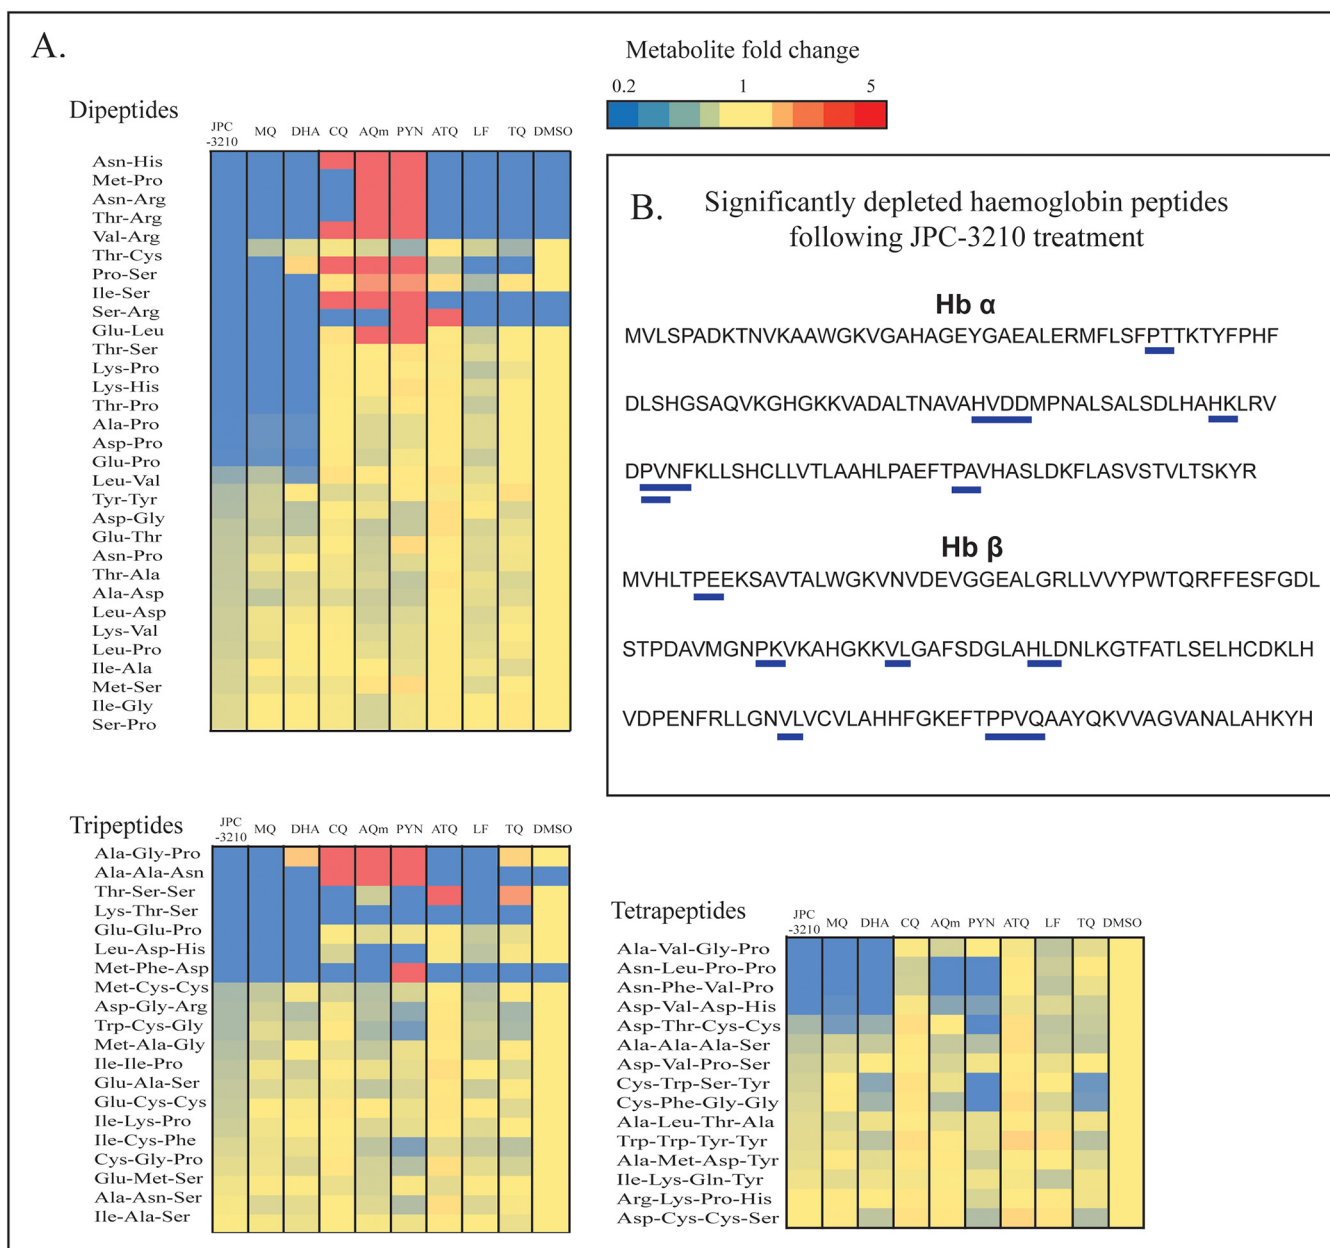 A.
Metabolite fold change
0.2 1 5
Dipeptides
JPC -3210 MQ DHA CQ AQm PYN ATQ LF TQ DMSO
Asn-His
Met-Pro
Asn-Arg
Thr-Arg
Val-Arg
Thr-Cys
Pro-Ser
Ile-Ser
Ser-Arg
Glu-Leu
Thr-Ser
Lys-Pro
Lys-His
Thr-Pro
Ala-Pro
Asp-Pro
Glu-Pro
Leu-Val
Tyr-Tyr
Asp-Gly
Glu-Thr
Asn-Pro
Thr-Ala
Ala-Asp
Leu-Asp
Lys-Val
Leu-Pro
Ile-Ala
Met-Ser
Ile-Gly
Ser-Pro
B. Significantly depleted haemoglobin peptides
following JPC-3210 treatment
Hb α
MVLSPADKTNVKAAWGKVGAHAGEYGAEALERMFLSFPTTKTYFPHF
DLSHGSAQVKGHGKKVADALTNAVAHVDDMPNALSALSDLHAHKLRV
DPVNFKLLSHCLLVTLAAHLPAEFTPAVHASLDKFLASVSTVLTSKYR
Hb β
MVHLTPEEKSAVTALWGKVNVDEVGGEALGRLLVVYPWTQRFFESFGDL
STPDAVMGNPKVKAHGKKVLGAFSDGLAHLDNLKGTFATLSELHCDKLH
VDPENFRLLGNVLVCVLAHHFGKEFTPPVQAAYQKVVAGVANALAHKYH
Tripeptides
JPC -3210 MQ DHA CQ AQm PYN ATQ LF TQ DMSO
Ala-Gly-Pro
Ala-Ala-Asn
Thr-Ser-Ser
Lys-Thr-Ser
Glu-Glu-Pro
Leu-Asp-His
Met-Phe-Asp
Met-Cys-Cys
Asp-Gly-Arg
Trp-Cys-Gly
Met-Ala-Gly
Ile-Ile-Pro
Glu-Ala-Ser
Glu-Cys-Cys
Ile-Lys-Pro
Ile-Cys-Phe
Cys-Gly-Pro
Glu-Met-Ser
Ala-Asn-Ser
Ile-Ala-Ser
Tetrapeptides
JPC -3210 MQ DHA CQ AQm PYN ATQ LF TQ DMSO
Ala-Val-Gly-Pro
Asn-Leu-Pro-Pro
Asn-Phe-Val-Pro
Asp-Val-Asp-His
Asp-Thr-Cys-Cys
Ala-Ala-Ala-Ser
Asp-Val-Pro-Ser
Cys-Trp-Ser-Tyr
Cys-Phe-Gly-Gly
Ala-Leu-Thr-Ala
Trp-Trp-Tyr-Tyr
Ala-Met-Asp-Tyr
Ile-Lys-Gln-Tyr
Arg-Lys-Pro-His
Asp-Cys-Cys-Ser